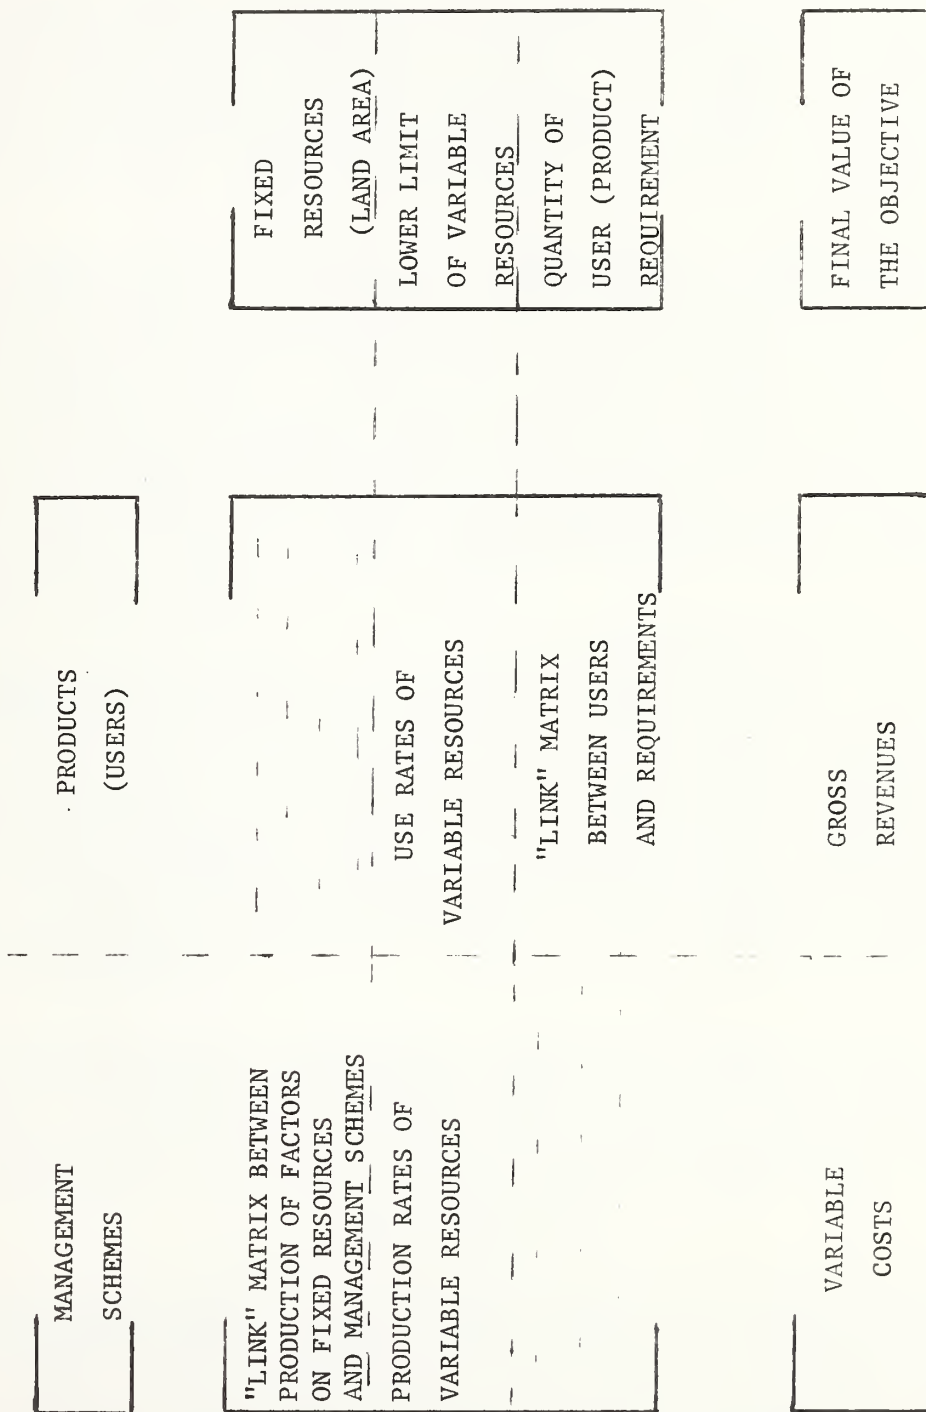 MANAGEMENT
SCHEMES
PRODUCTS
(USERS)
"LINK" MATRIX BETWEEN
PRODUCTION OF FACTORS
ON FIXED RESOURCES
AND MANAGEMENT SCHEMES
PRODUCTION RATES OF
VARIABLE RESOURCES
USE RATES OF
VARIABLE RESOURCES
"LINK" MATRIX
BETWEEN USERS
AND REQUIREMENTS
FIXED
RESOURCES
(LAND AREA)
LOWER LIMIT
OF VARIABLE
RESOURCES
QUANTITY OF
USER (PRODUCT)
REQUIREMENT
VARIABLE
COSTS
GROSS
REVENUES
FINAL VALUE OF
THE OBJECTIVE